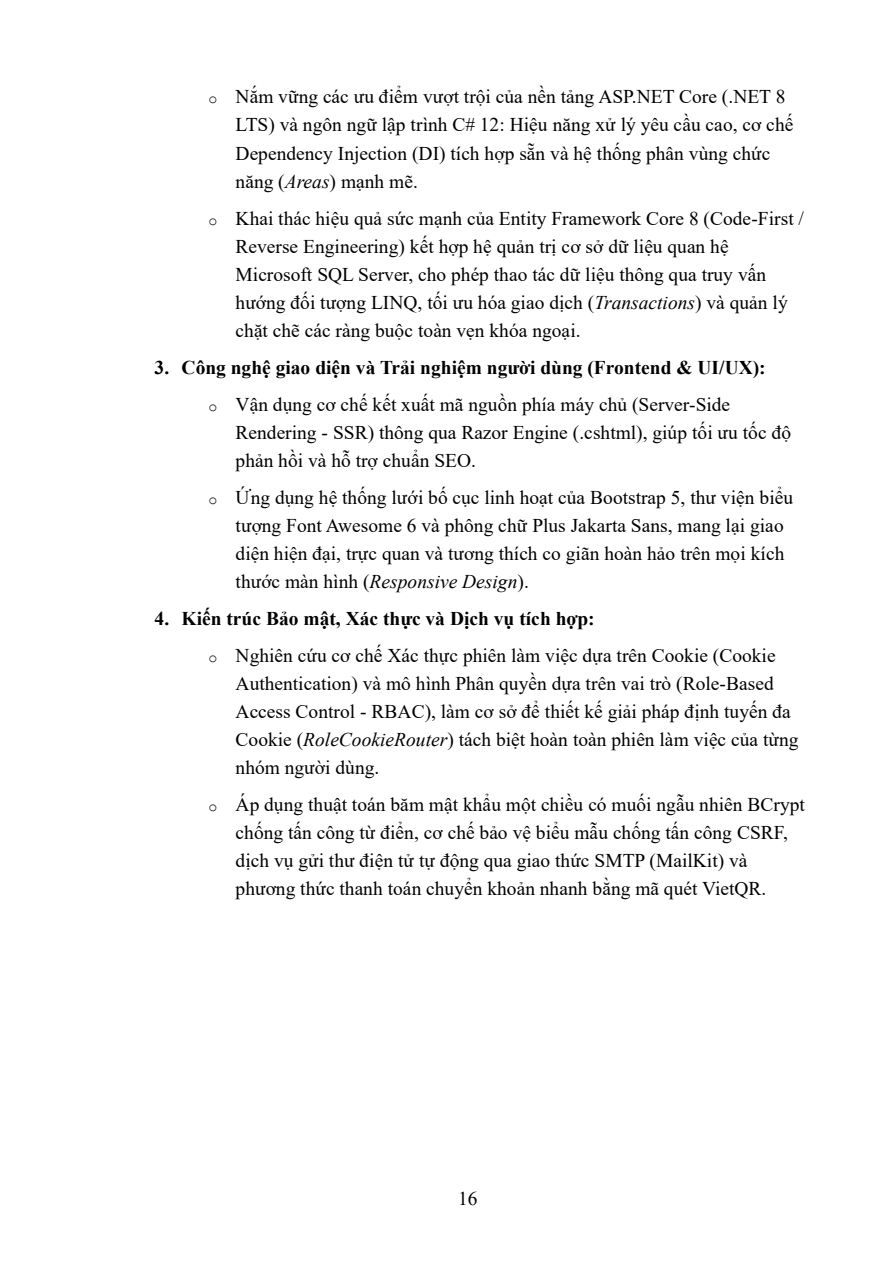 o Nắm vững các ưu điểm vượt trội của nền tảng ASP.NET Core (.NET 8
LTS) và ngôn ngữ lập trình C# 12: Hiệu năng xử lý yêu cầu cao, cơ chế
Dependency Injection (DI) tích hợp sẵn và hệ thống phân vùng chức
năng (Areas) mạnh mẽ.
o Khai thác hiệu quả sức mạnh của Entity Framework Core 8 (Code-First /
Reverse Engineering) kết hợp hệ quản trị cơ sở dữ liệu quan hệ
Microsoft SQL Server, cho phép thao tác dữ liệu thông qua truy vấn
hướng đối tượng LINQ, tối ưu hóa giao dịch (Transactions) và quản lý
chặt chẽ các ràng buộc toàn vẹn khóa ngoại.
3. Công nghệ giao diện và Trải nghiệm người dùng (Frontend & UI/UX):
o Vận dụng cơ chế kết xuất mã nguồn phía máy chủ (Server-Side
Rendering - SSR) thông qua Razor Engine (.cshtml), giúp tối ưu tốc độ
phản hồi và hỗ trợ chuẩn SEO.
o Ứng dụng hệ thống lưới bố cục linh hoạt của Bootstrap 5, thư viện biểu
tượng Font Awesome 6 và phông chữ Plus Jakarta Sans, mang lại giao
diện hiện đại, trực quan và tương thích co giãn hoàn hảo trên mọi kích
thước màn hình (Responsive Design).
4. Kiến trúc Bảo mật, Xác thực và Dịch vụ tích hợp:
o Nghiên cứu cơ chế Xác thực phiên làm việc dựa trên Cookie (Cookie
Authentication) và mô hình Phân quyền dựa trên vai trò (Role-Based
Access Control - RBAC), làm cơ sở để thiết kế giải pháp định tuyến đa
Cookie (RoleCookieRouter) tách biệt hoàn toàn phiên làm việc của từng
nhóm người dùng.
o Áp dụng thuật toán băm mật khẩu một chiều có muối ngẫu nhiên BCrypt
chống tấn công từ điển, cơ chế bảo vệ biểu mẫu chống tấn công CSRF,
dịch vụ gửi thư điện tử tự động qua giao thức SMTP (MailKit) và
phương thức thanh toán chuyển khoản nhanh bằng mã quét VietQR.
16